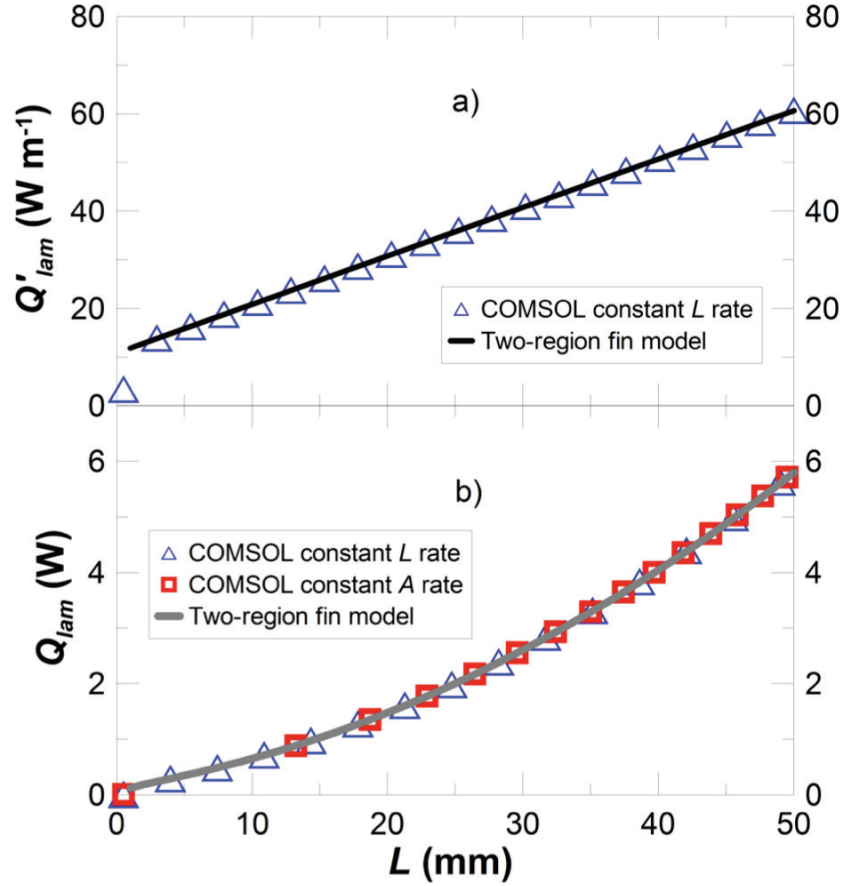 80 80
a)
60 60
Q'lam (W m-1)
40 40
20 20
COMSOL constant L rate
Two-region fin model
0 0
6 6
b)
COMSOL constant L rate
COMSOL constant A rate
Two-region fin model
4 4
Qlam (W)
2 2
0 0
0 10 20 30 40 50
L (mm)